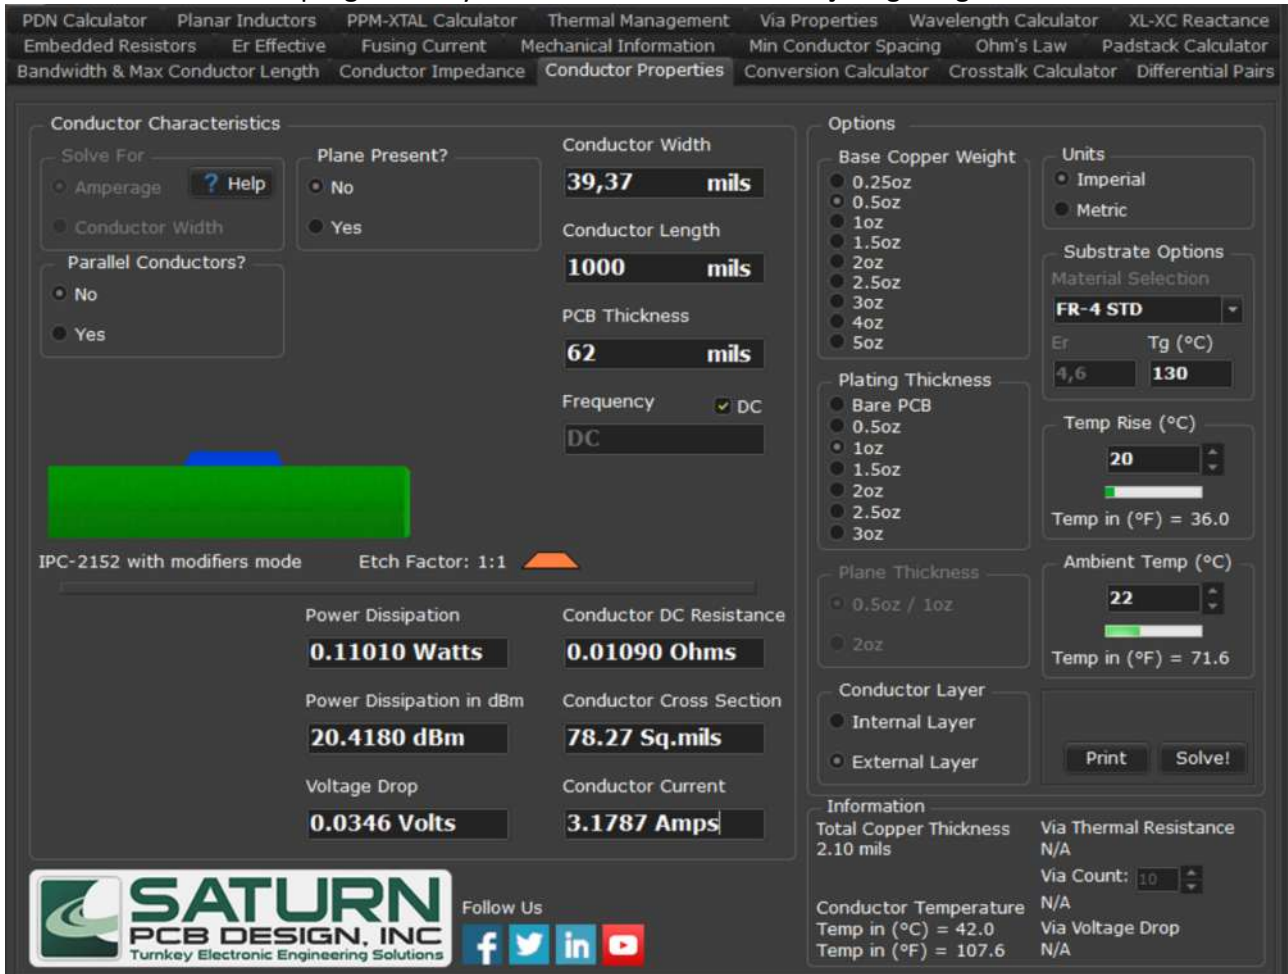 PDN Calculator Planar Inductors PPM-XTAL Calculator Thermal Management Via Properties Wavelength Calculator XL-XC Reactance
Embedded Resistors Er Effective Fusing Current Mechanical Information Min Conductor Spacing Ohm's Law Padstack Calculator
Bandwidth & Max Conductor Length Conductor Impedance Conductor Properties Conversion Calculator Crosstalk Calculator Differential Pairs
Conductor Characteristics
Solve For
Amperage
? Help
Conductor Width
Plane Present?
No
Yes
Parallel Conductors?
No
Yes
Conductor Width
39,37 mils
Conductor Length
1000 mils
PCB Thickness
62 mils
Frequency DC
DC
IPC-2152 with modifiers mode Etch Factor: 1:1
Power Dissipation
0.11010 Watts
Conductor DC Resistance
0.01090 Ohms
Power Dissipation in dBm
20.4180 dBm
Conductor Cross Section
78.27 Sq.mils
Voltage Drop
0.0346 Volts
Conductor Current
3.1787 Amps
Options
Base Copper Weight
0.25oz
0.5oz
1oz
1.5oz
2oz
2.5oz
3oz
4oz
5oz
Plating Thickness
Bare PCB
0.5oz
1oz
1.5oz
2oz
2.5oz
3oz
Plane Thickness
0.5oz / 1oz
2oz
Conductor Layer
Internal Layer
External Layer
Units
Imperial
Metric
Substrate Options
Material Selection
FR-4 STD
Er Tg (°C)
4,6 130
Temp Rise (°C)
20
Temp in (°F) = 36.0
Ambient Temp (°C)
22
Temp in (°F) = 71.6
Print Solve!
Information
Total Copper Thickness
2.10 mils
Conductor Temperature
Temp in (°C) = 42.0
Temp in (°F) = 107.6
Via Thermal Resistance
N/A
Via Count: 10
N/A
Via Voltage Drop
N/A
SATURN
PCB DESIGN, INC
Turnkey Electronic Engineering Solutions
Follow Us
f
in